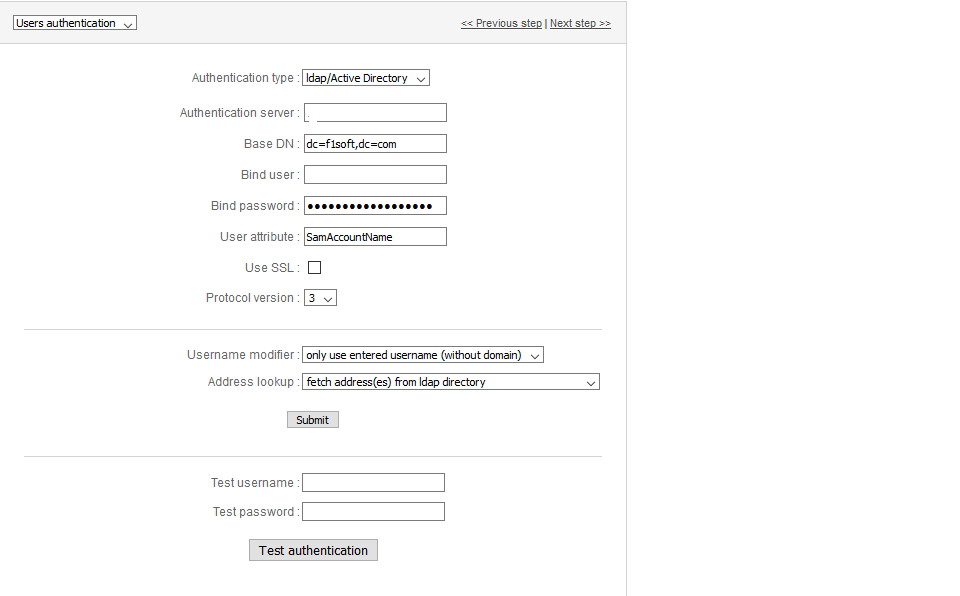 Users authentication << Previous step | Next step >>
Authentication type : ldap/Active Directory
Authentication server :
Base DN : dc=f1soft,dc=com
Bind user :
Bind password : ••••••••••••••••••
User attribute : SamAccountName
Use SSL :
Protocol version : 3
Username modifier : only use entered username (without domain)
Address lookup : fetch address(es) from ldap directory
Submit
Test username :
Test password :
Test authentication